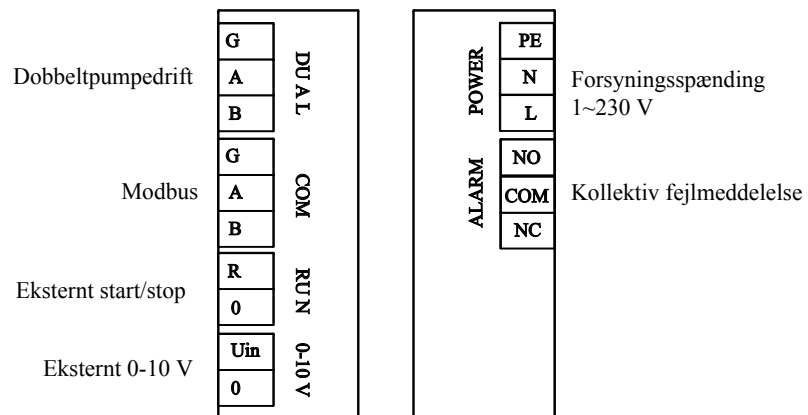 Dobbeltpumpedrift
G
A
B
DUAL
Modbus
G
A
B
COM
Eksternt start/stop
R
0
RUN
Eksternt 0-10 V
Uin
0
0-10V
POWER
PE
N
L
Forsyningsspænding
1~230 V
ALARM
NO
COM
NC
Kollektiv fejlmeddelelse